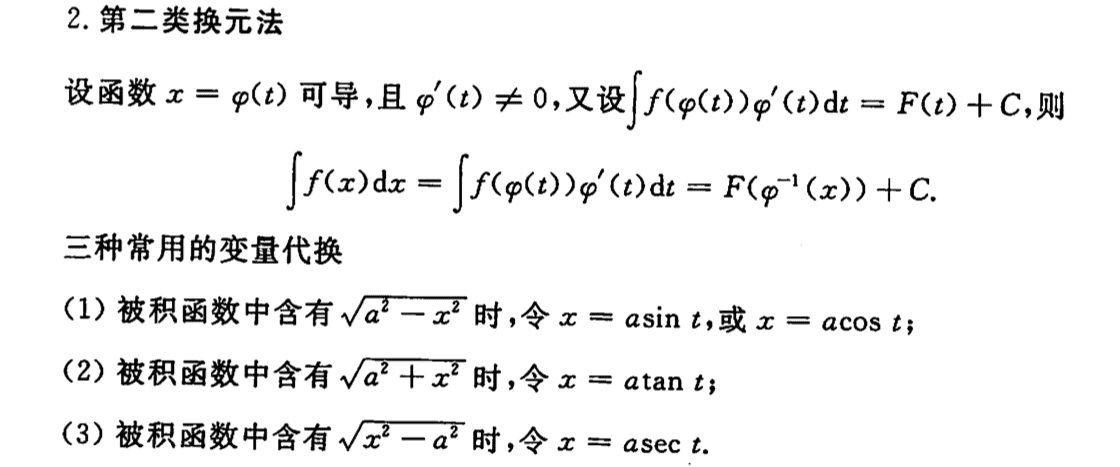 2. 第二类换元法
设函数 x = φ(t) 可导,且 φ′(t) ≠ 0,又设∫f(φ(t))φ′(t)dt = F(t) + C,则
∫f(x)dx = ∫f(φ(t))φ′(t)dt = F(φ⁻¹(x)) + C.
三种常用的变量代换
(1) 被积函数中含有 √(a² − x²) 时,令 x = asin t,或 x = acos t;
(2) 被积函数中含有 √(a² + x²) 时,令 x = atan t;
(3) 被积函数中含有 √(x² − a²) 时,令 x = asec t.